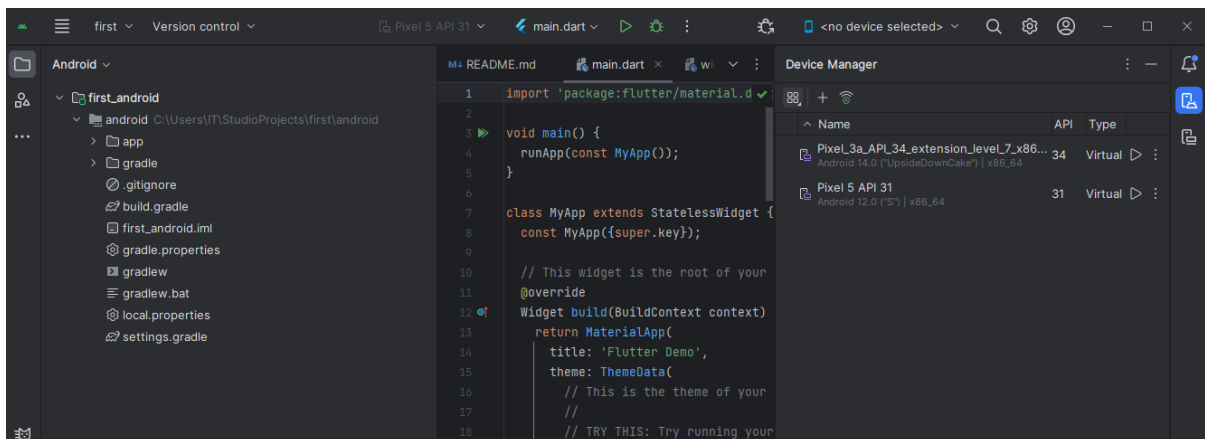 first Version control Pixel 5 API 31 main.dart <no device selected>
Android
first_android
android C:\Users\IT\StudioProjects\first\android
app
gradle
.gitignore
build.gradle
first_android.iml
gradle.properties
gradlew
gradlew.bat
local.properties
settings.gradle
M↓ README.md main.dart wi
1 import 'package:flutter/material.d
2
3 void main() {
4 runApp(const MyApp());
5 }
6
7 class MyApp extends StatelessWidget {
8 const MyApp({super.key});
9
10 // This widget is the root of your
11 @override
12 Widget build(BuildContext context)
13 return MaterialApp(
14 title: 'Flutter Demo',
15 theme: ThemeData(
16 // This is the theme of your
17 //
18 // TRY THIS: Try running your
Device Manager
Name API Type
Pixel_3a_API_34_extension_level_7_x86... 34 Virtual
Android 14.0 ("UpsideDownCake") | x86_64
Pixel 5 API 31 31 Virtual
Android 12.0 ("S") | x86_64